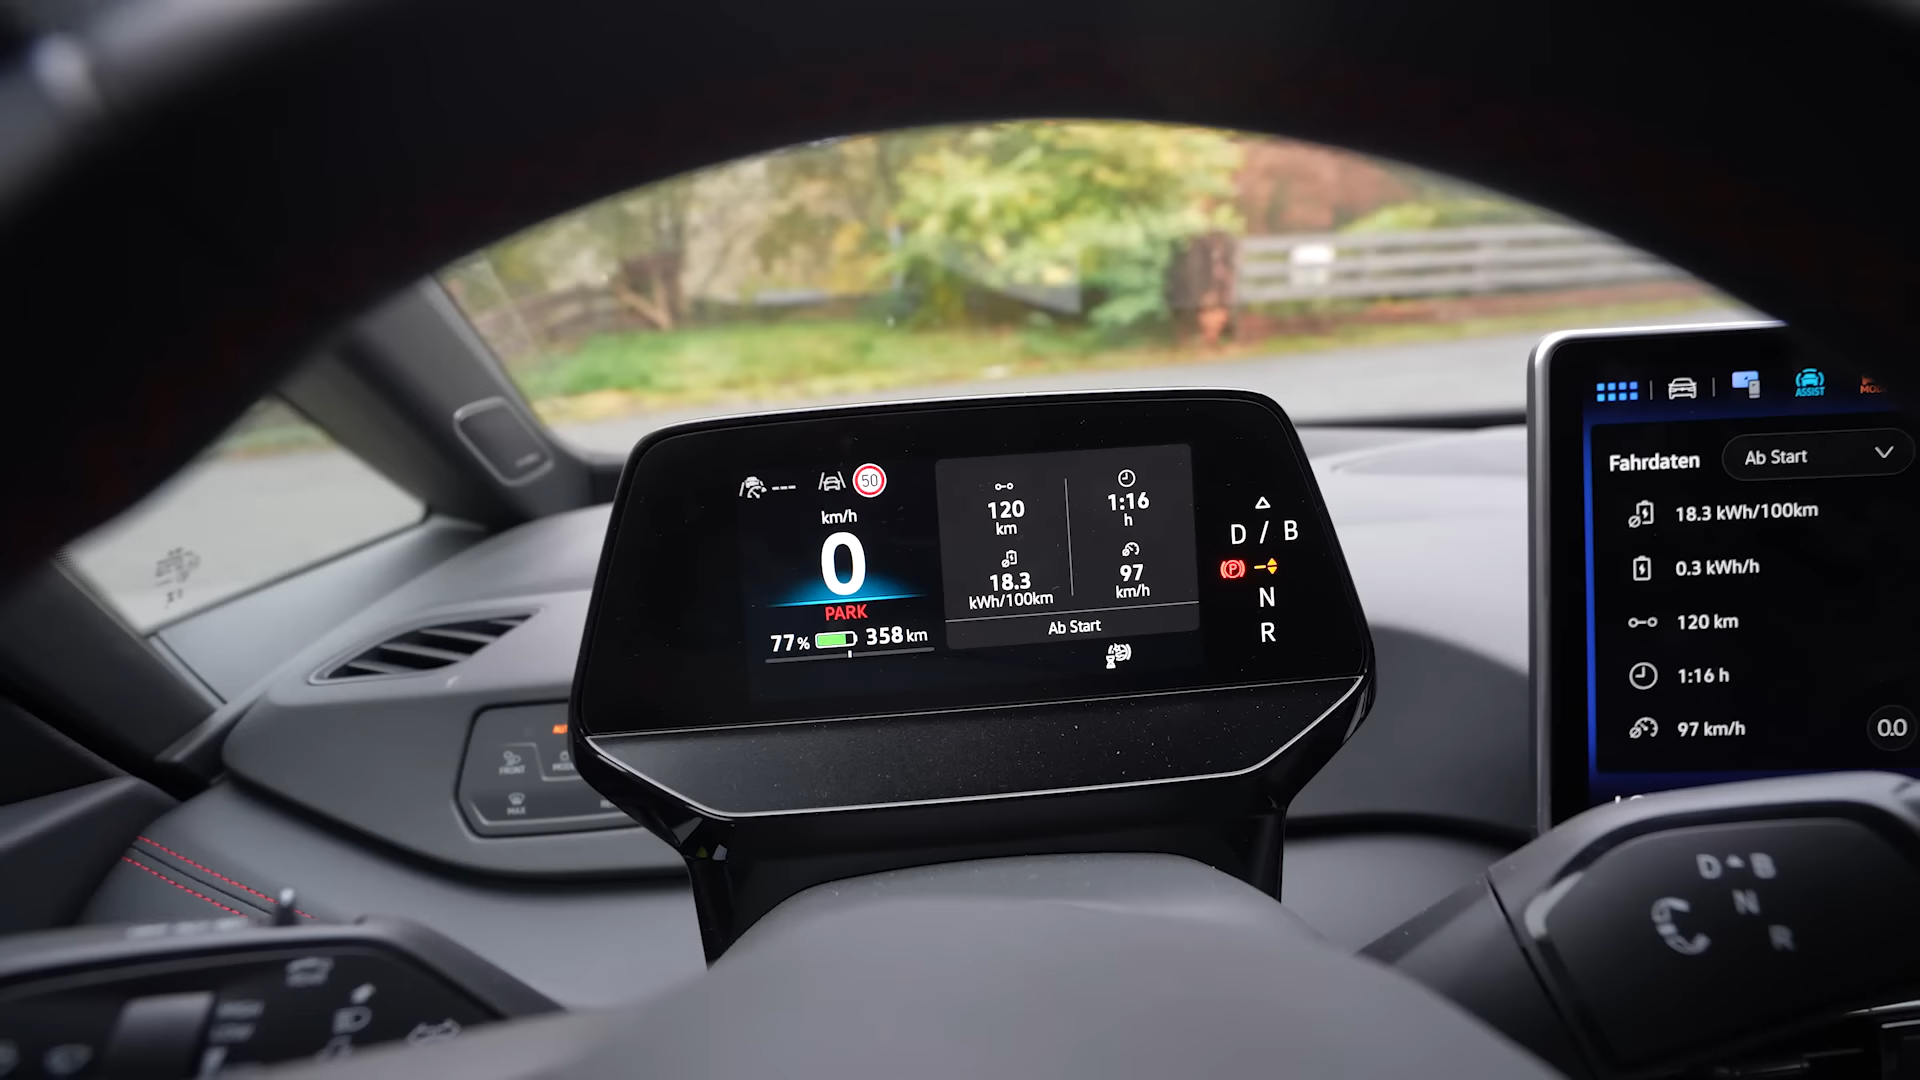 --- 50
km/h
0
PARK
77% 358 km
120
km
1:16
h
18.3
kWh/100km
97
km/h
Ab Start
D / B
P
N
R
ASSIST
Fahrdaten Ab Start
18.3 kWh/100km
0.3 kWh/h
120 km
1:16 h
97 km/h
0.0
FRONT
MAX
D B
N
R